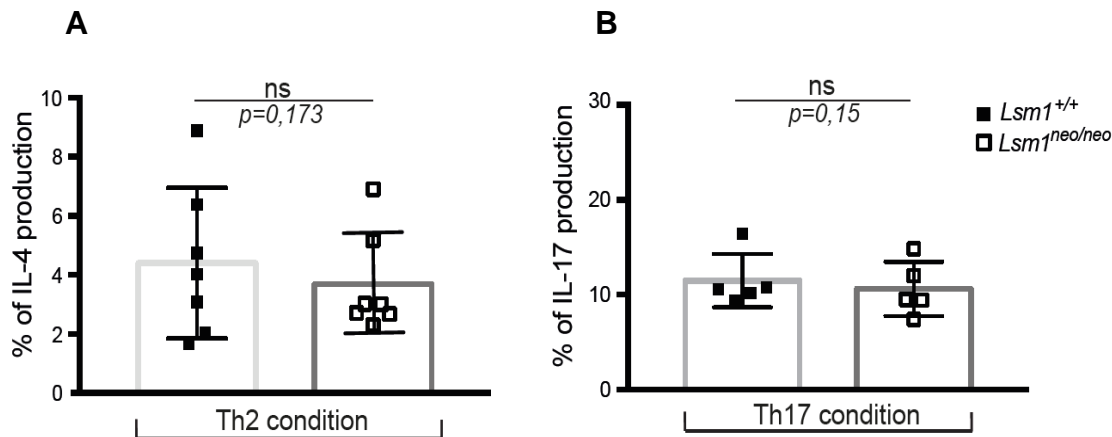 A
ns
p=0,173
10
8
6
4
2
0
% of IL-4 production
Th2 condition
B
ns
p=0,15
30
20
10
0
% of IL-17 production
Th17 condition
Lsm1+/+
Lsm1neo/neo